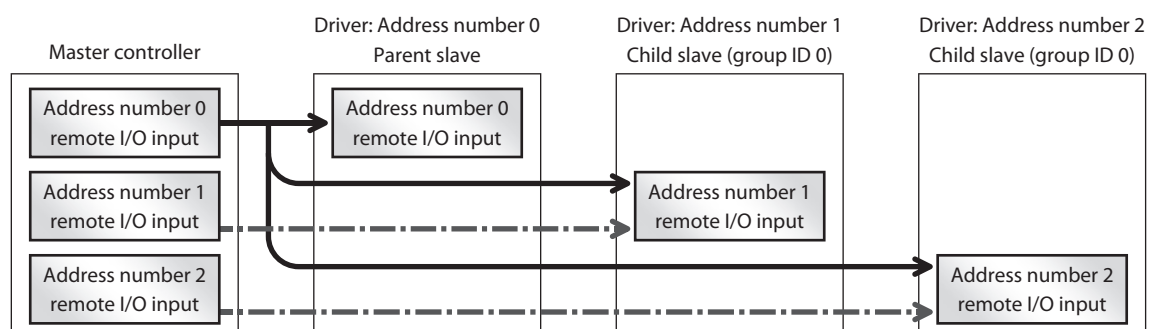 Master controller
Driver: Address number 0
Parent slave
Driver: Address number 1
Child slave (group ID 0)
Driver: Address number 2
Child slave (group ID 0)
Address number 0
remote I/O input
Address number 0
remote I/O input
Address number 1
remote I/O input
Address number 1
remote I/O input
Address number 2
remote I/O input
Address number 2
remote I/O input